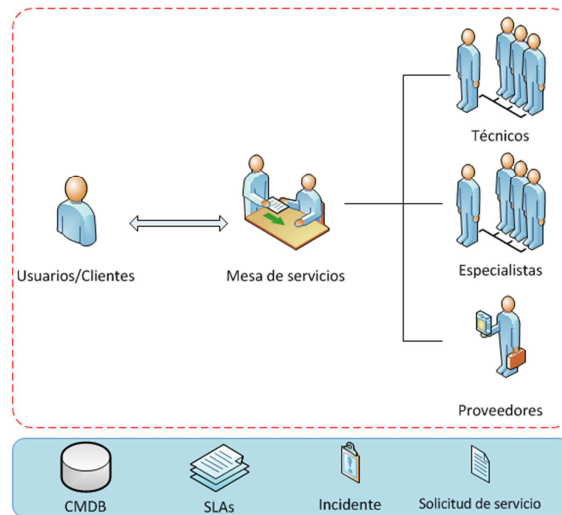 Técnicos
Usuarios/Clientes
Mesa de servicios
Especialistas
Proveedores
CMDB
SLAs
Incidente
Solicitud de servicio